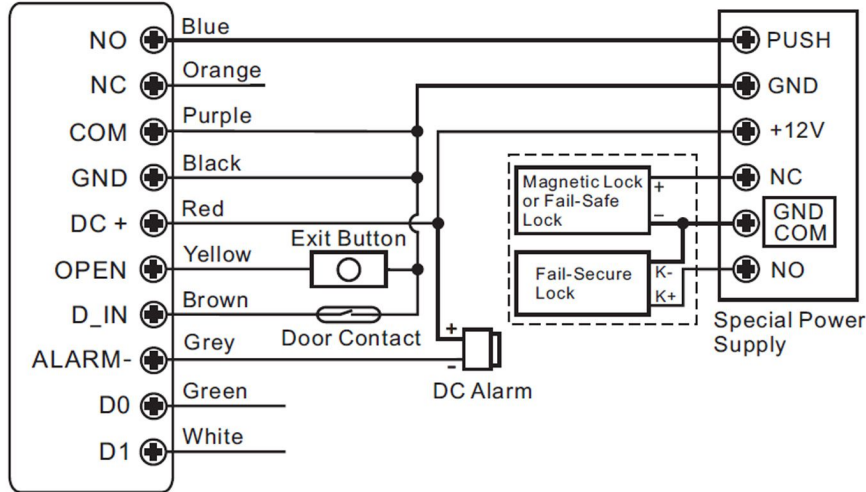 NO Blue PUSH
NC Orange GND
COM Purple +12V
GND Black NC
DC + Red GND
COM
OPEN Yellow NO
D_IN Brown
ALARM- Grey
D0 Green
D1 White
Exit Button
Door Contact
+
-
DC Alarm
Magnetic Lock +
or Fail-Safe
Lock −
Fail-Secure K-
Lock K+
Special Power
Supply